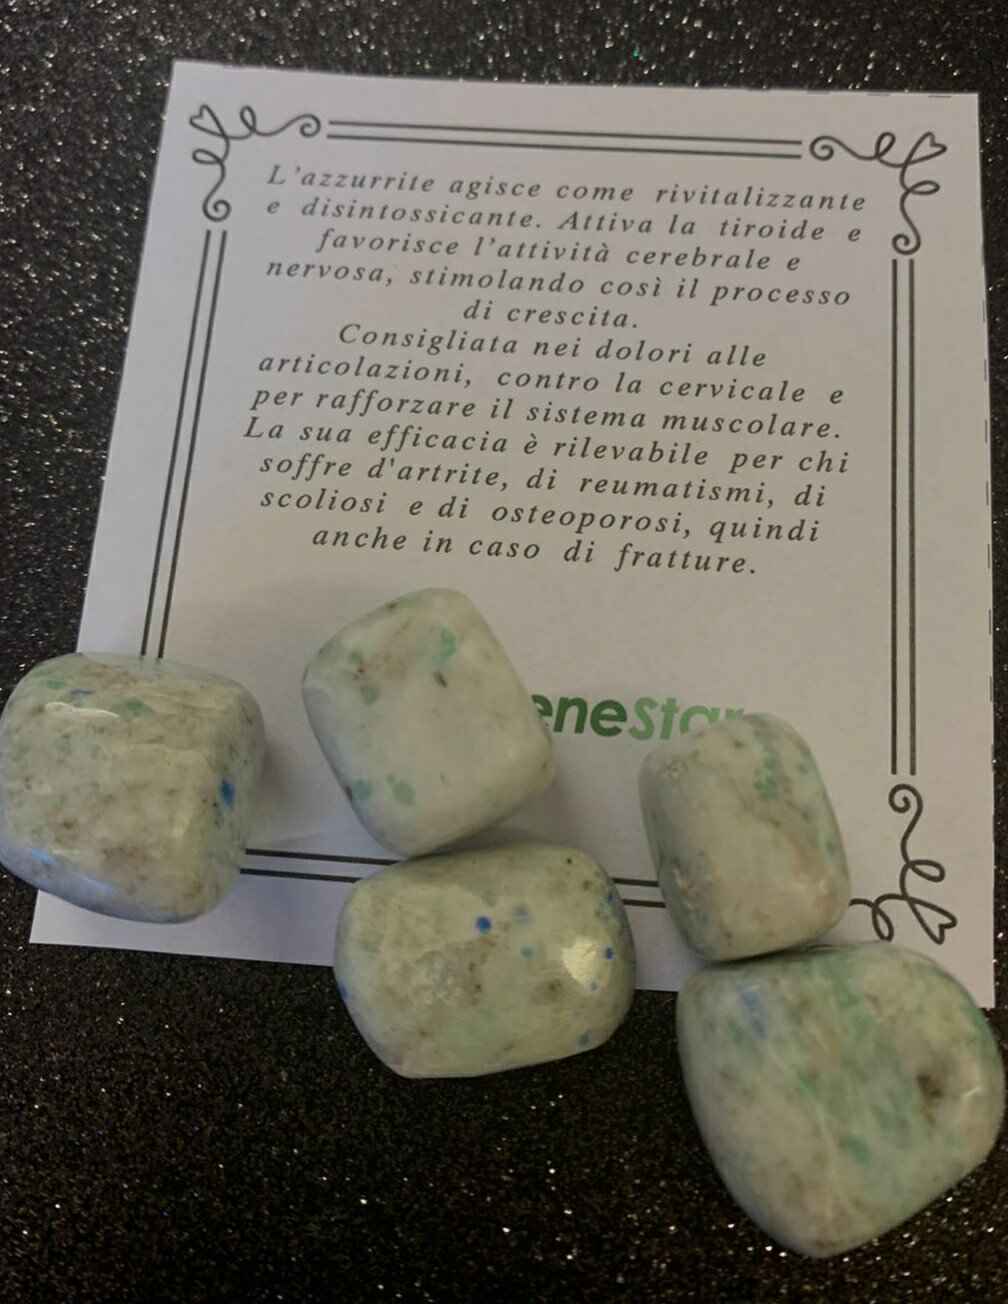 L'azzurrite agisce come rivitalizzante
e disintossicante. Attiva la tiroide e
favorisce l'attività cerebrale e
nervosa, stimolando così il processo
di crescita.
Consigliata nei dolori alle
articolazioni, contro la cervicale e
per rafforzare il sistema muscolare.
La sua efficacia è rilevabile per chi
soffre d'artrite, di reumatismi, di
scoliosi e di osteoporosi, quindi
anche in caso di fratture.
eneStar